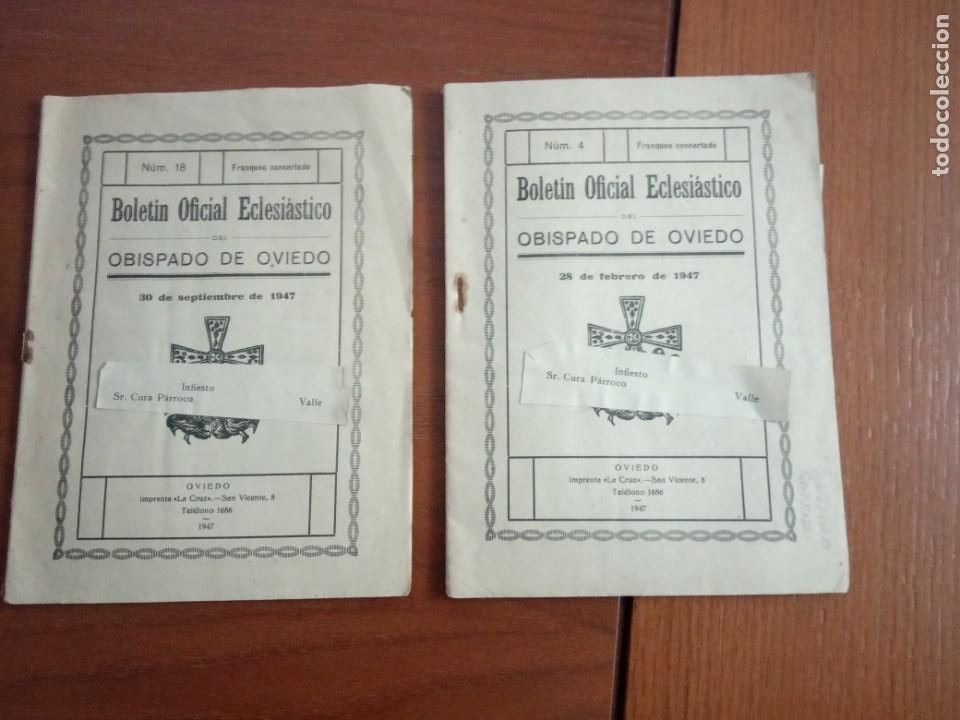 Núm. 18 Franqueo concertado
Boletín Oficial Eclesiástico
DEL
OBISPADO DE OVIEDO
30 de septiembre de 1947
Infiesto
Sr. Cura Párroco Valle
OVIEDO
Imprenta «La Cruz».—San Vicente, 8
Teléfono 1686
1947
Núm. 4 Franqueo concertado
Boletín Oficial Eclesiástico
DEL
OBISPADO DE OVIEDO
28 de febrero de 1947
Infiesto
Sr. Cura Párroco Valle
OVIEDO
Imprenta «La Cruz».—San Vicente, 8
Teléfono 1686
1947
todocoleccion